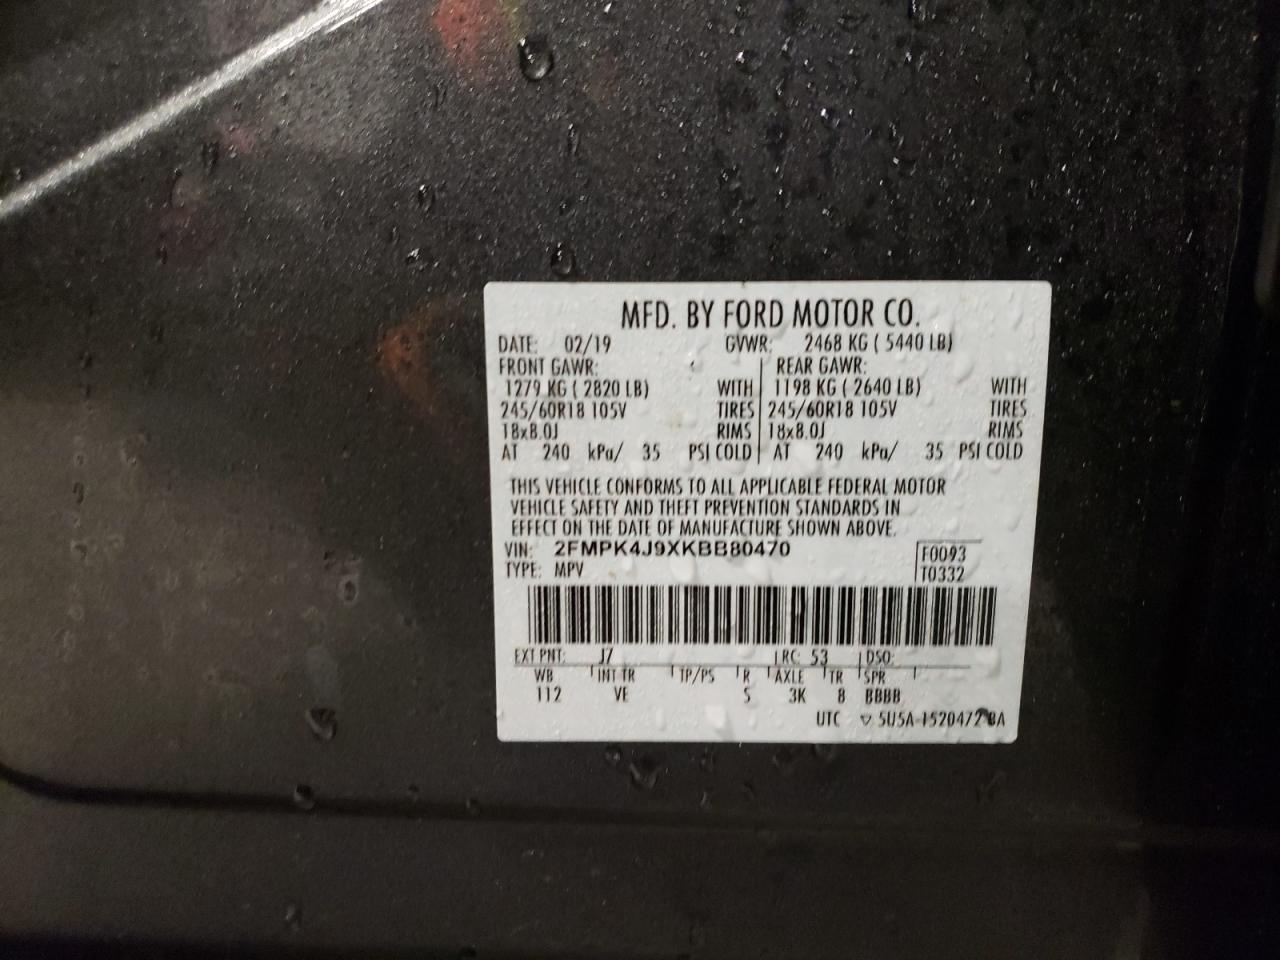 MFD. BY FORD MOTOR CO.
DATE: 02/19 GVWR: 2468 KG ( 5440 LB)
FRONT GAWR: REAR GAWR:
1279 KG ( 2820 LB) WITH 1198 KG ( 2640 LB) WITH
245/60R18 105V TIRES 245/60R18 105V TIRES
18x8.0J RIMS 18x8.0J RIMS
AT 240 kPa/ 35 PSI COLD AT 240 kPa/ 35 PSI COLD
THIS VEHICLE CONFORMS TO ALL APPLICABLE FEDERAL MOTOR
VEHICLE SAFETY AND THEFT PREVENTION STANDARDS IN
EFFECT ON THE DATE OF MANUFACTURE SHOWN ABOVE.
VIN: 2FMPK4J9XKBB80470 F0093
TYPE: MPV T0332
EXT PNT: J7 RC: 53 DSO:
WB INT TR TP/PS R AXLE TR SPR
112 VE S 3K 8 BBBB
UTC ▽ 5U5A-1520472-BA